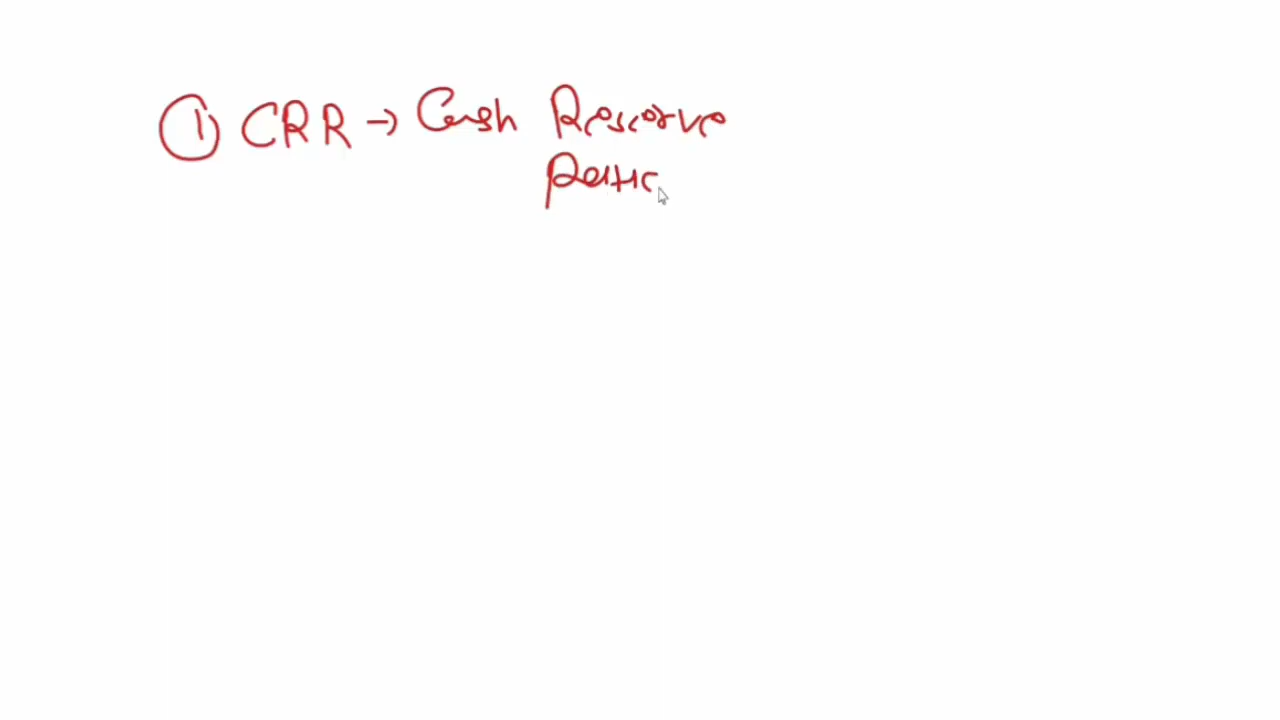 ① CRR → Cash Reserve
Ratio